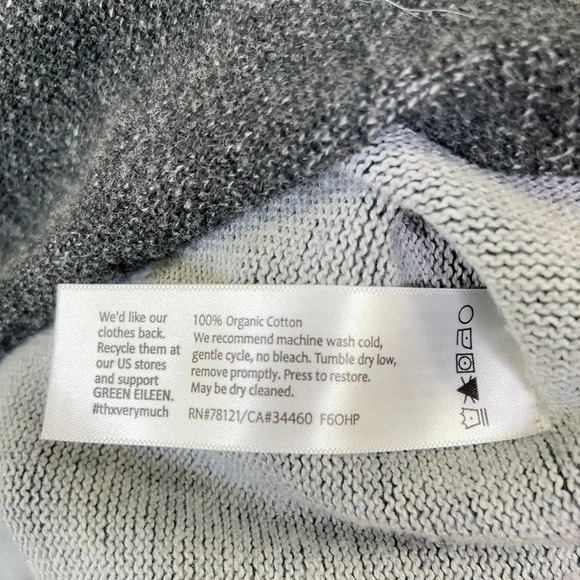 We'd like our
clothes back.
Recycle them at
our US stores
and support
GREEN EILEEN.
#thxverymuch
100% Organic Cotton
We recommend machine wash cold,
gentle cycle, no bleach. Tumble dry low,
remove promptly. Press to restore.
May be dry cleaned.
RN#78121/CA#34460 F6OHP